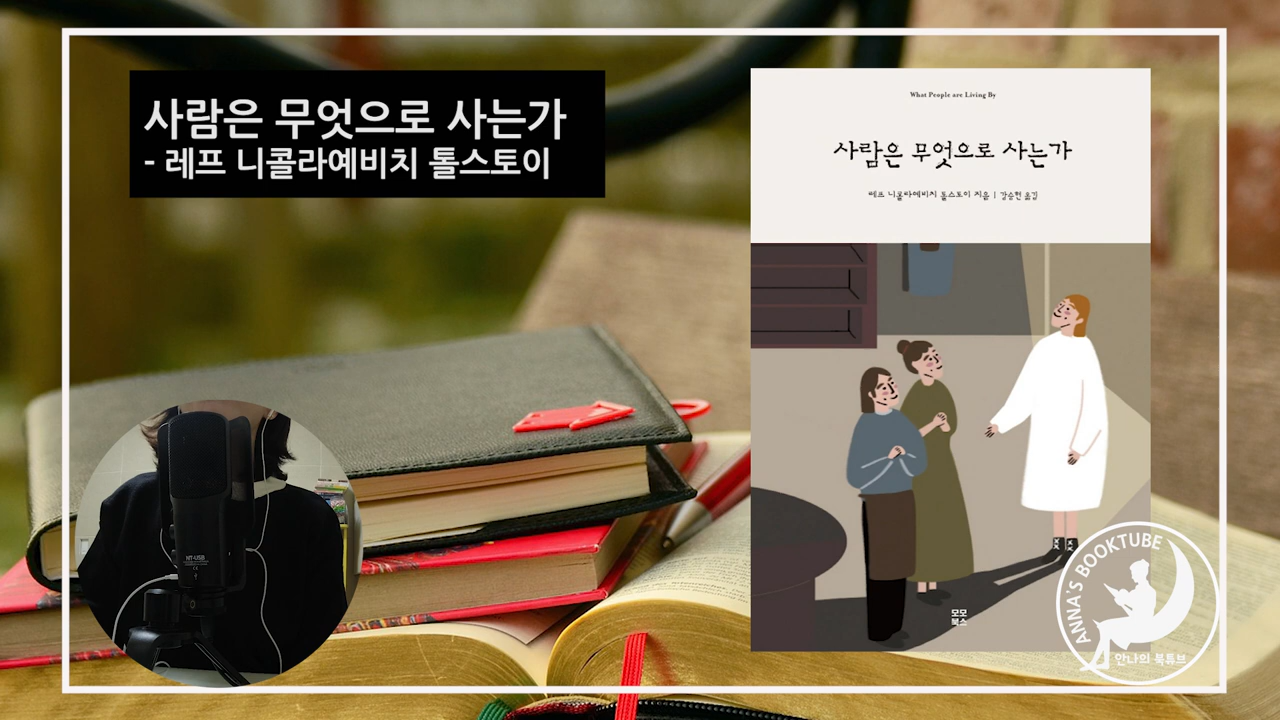 사람은 무엇으로 사는가
- 레프 니콜라예비치 톨스토이
What People are Living By
사람은 무엇으로 사는가
레프 니콜라예비치 톨스토이 지음 | 강승현 옮김
모모
북스
NT-USB
ANNA'S BOOKTUBE
안나의 북튜브